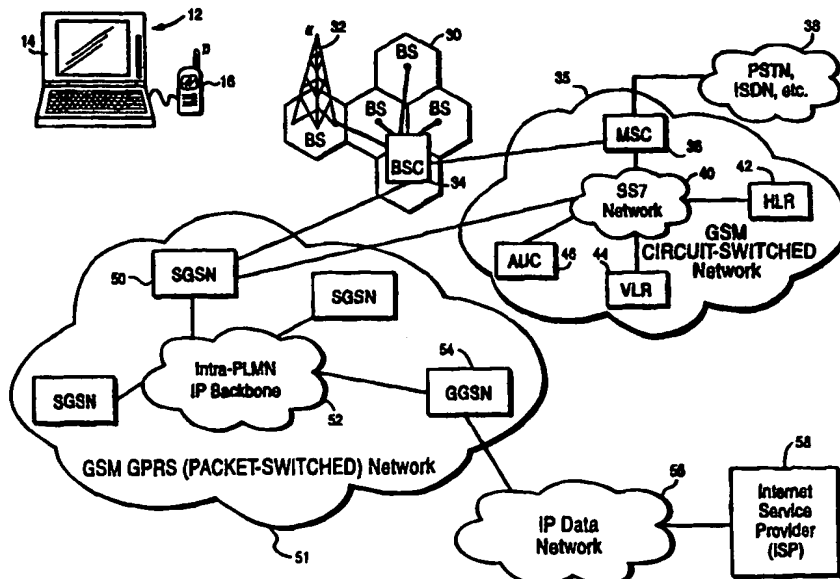 12
14
16
32
30
BS
BS
BS
BS
BS
BSC
34
38
PSTN,
ISDN, etc.
35
MSC
36
40
42
SS7
Network
HLR
GSM
CIRCUIT-SWITCHED
Network
AUC
46
44
VLR
50
SGSN
SGSN
54
Intra-PLMN
IP Backbone
SGSN
52
GGSN
GSM GPRS (PACKET-SWITCHED) Network
51
56
58
IP Data
Network
Internet
Service
Provider
(ISP)